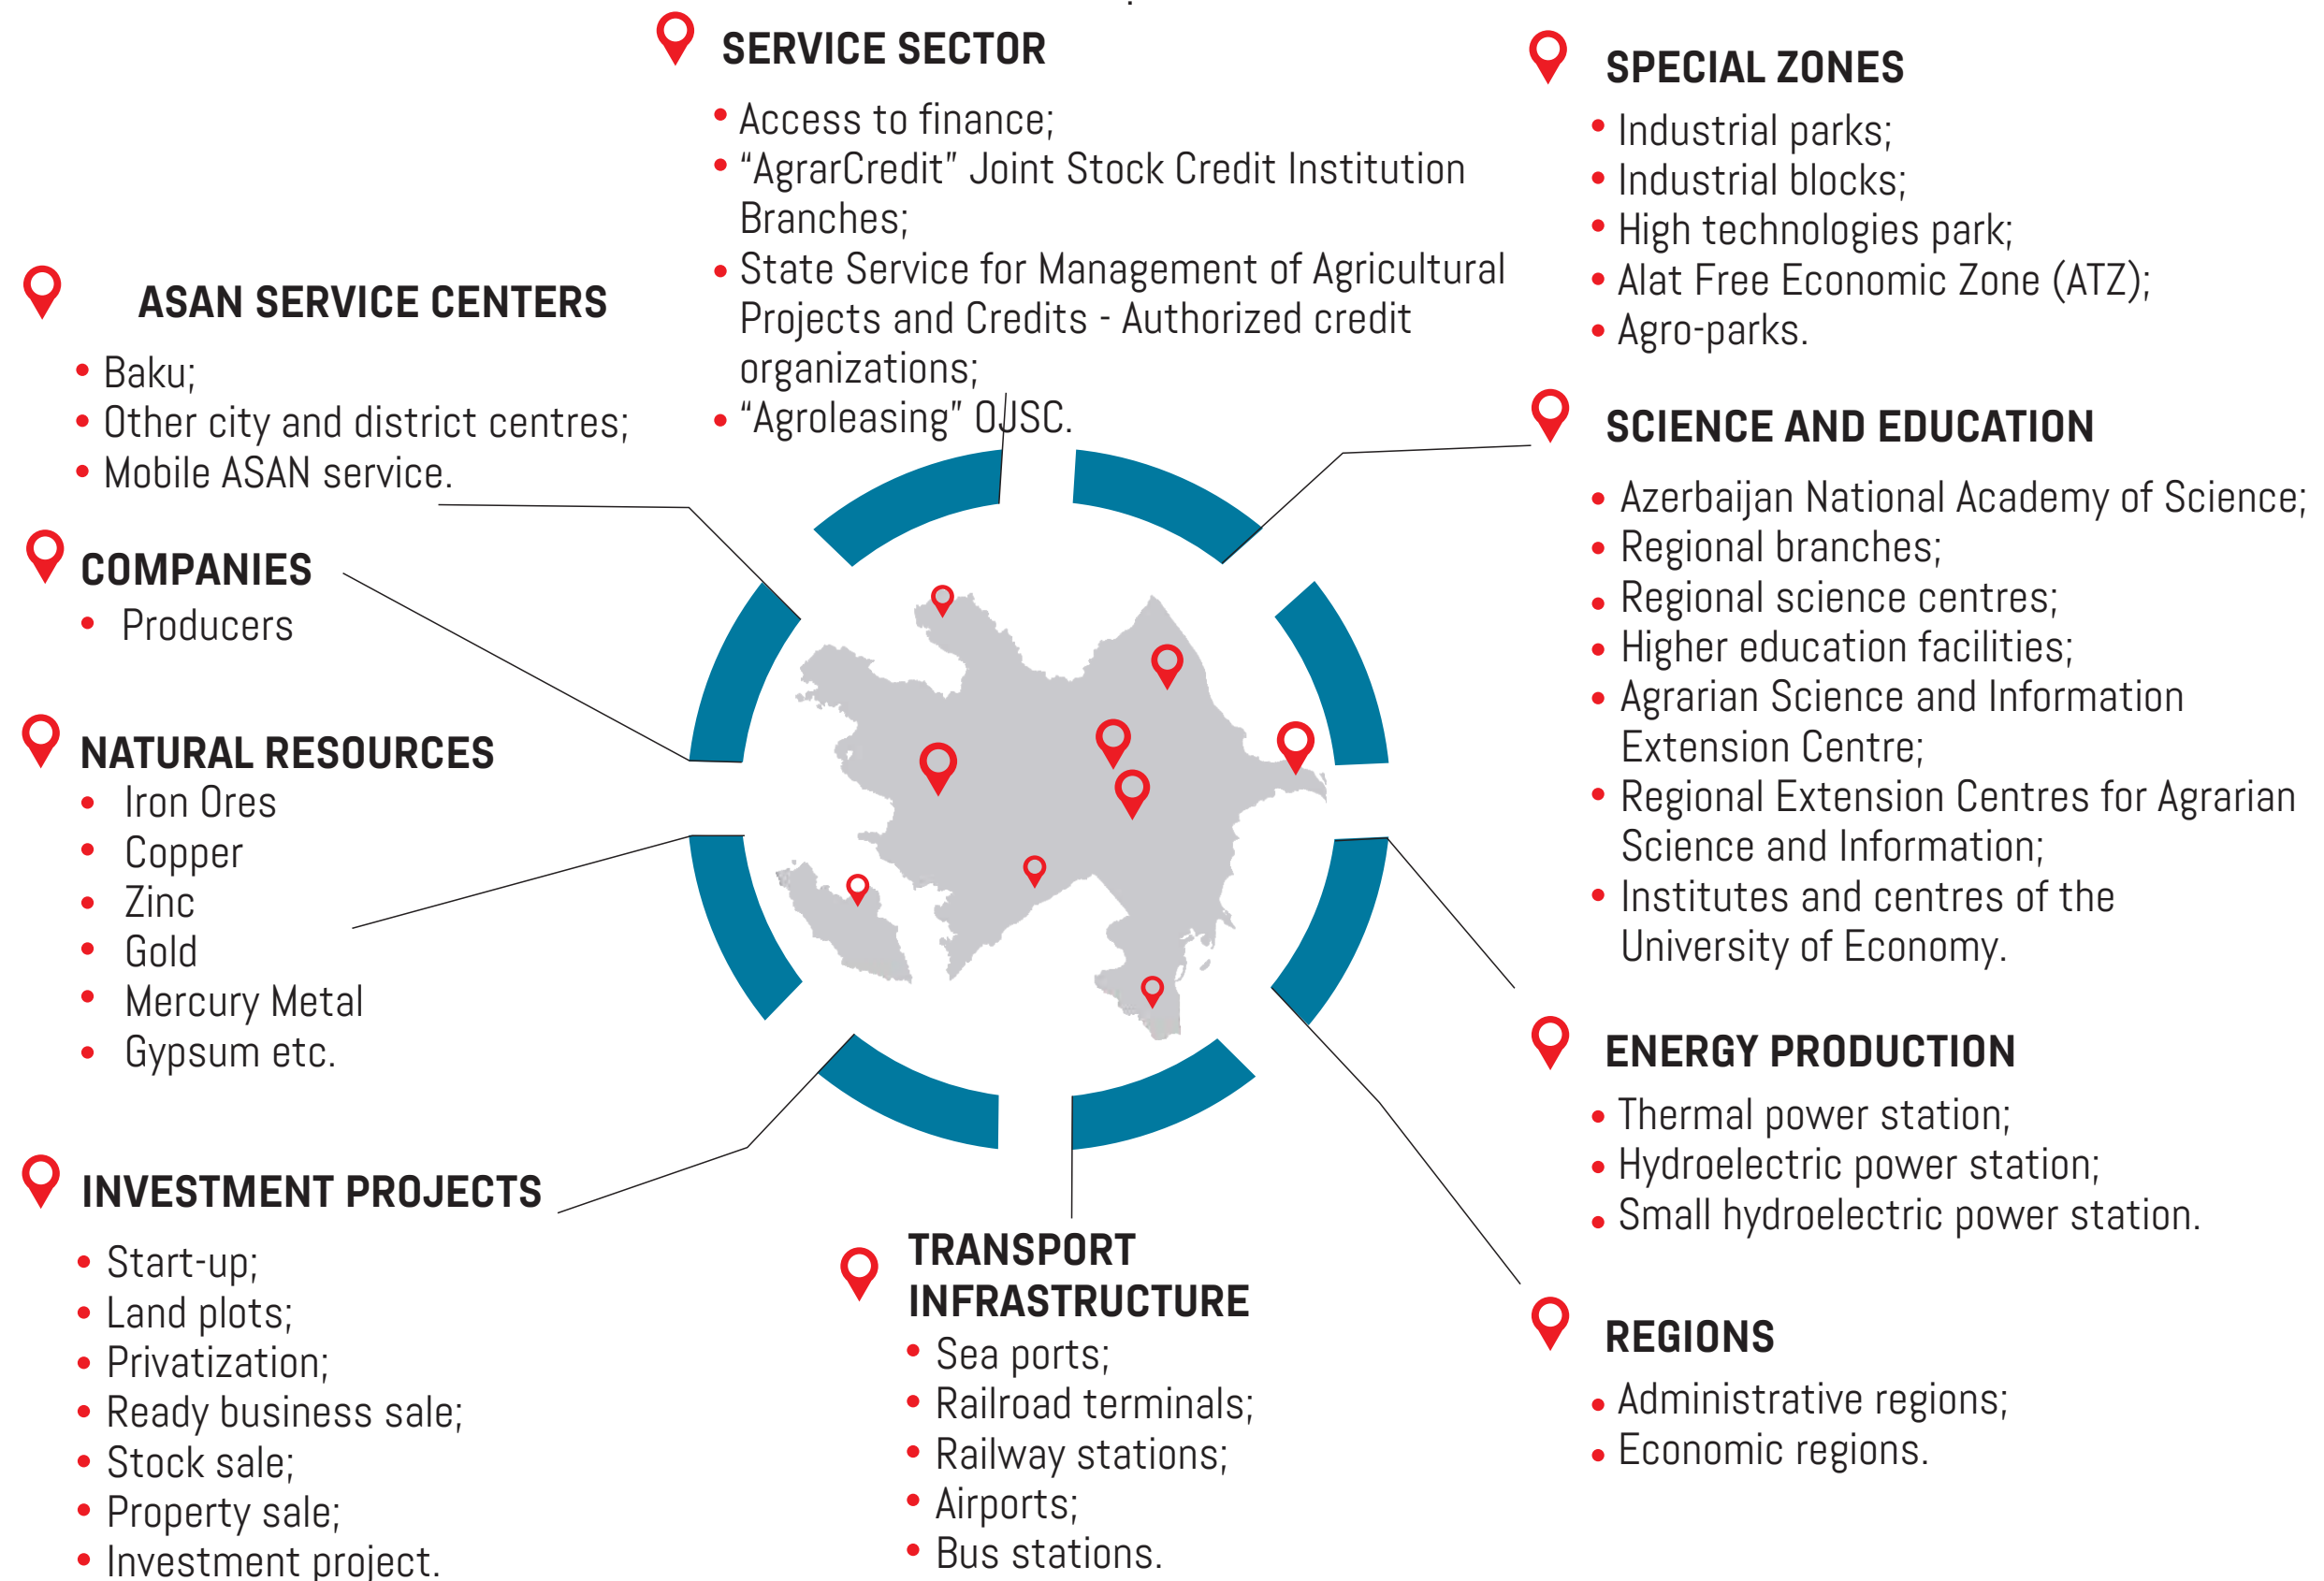 SERVICE SECTOR
Access to finance;
“AgrarCredit” Joint Stock Credit Institution
Branches;
State Service for Management of Agricultural
Projects and Credits - Authorized credit
organizations;
“Agroleasing” OJSC.
SPECIAL ZONES
Industrial parks;
Industrial blocks;
High technologies park;
Alat Free Economic Zone (ATZ);
Agro-parks.
ASAN SERVICE CENTERS
Baku;
Other city and district centres;
Mobile ASAN service.
SCIENCE AND EDUCATION
Azerbaijan National Academy of Science;
Regional branches;
Regional science centres;
Higher education facilities;
Agrarian Science and Information
Extension Centre;
Regional Extension Centres for Agrarian
Science and Information;
Institutes and centres of the
University of Economy.
COMPANIES
Producers
NATURAL RESOURCES
Iron Ores
Copper
Zinc
Gold
Mercury Metal
Gypsum etc.
ENERGY PRODUCTION
Thermal power station;
Hydroelectric power station;
Small hydroelectric power station.
INVESTMENT PROJECTS
Start-up;
Land plots;
Privatization;
Ready business sale;
Stock sale;
Property sale;
Investment project.
TRANSPORT
INFRASTRUCTURE
Sea ports;
Railroad terminals;
Railway stations;
Airports;
Bus stations.
REGIONS
Administrative regions;
Economic regions.